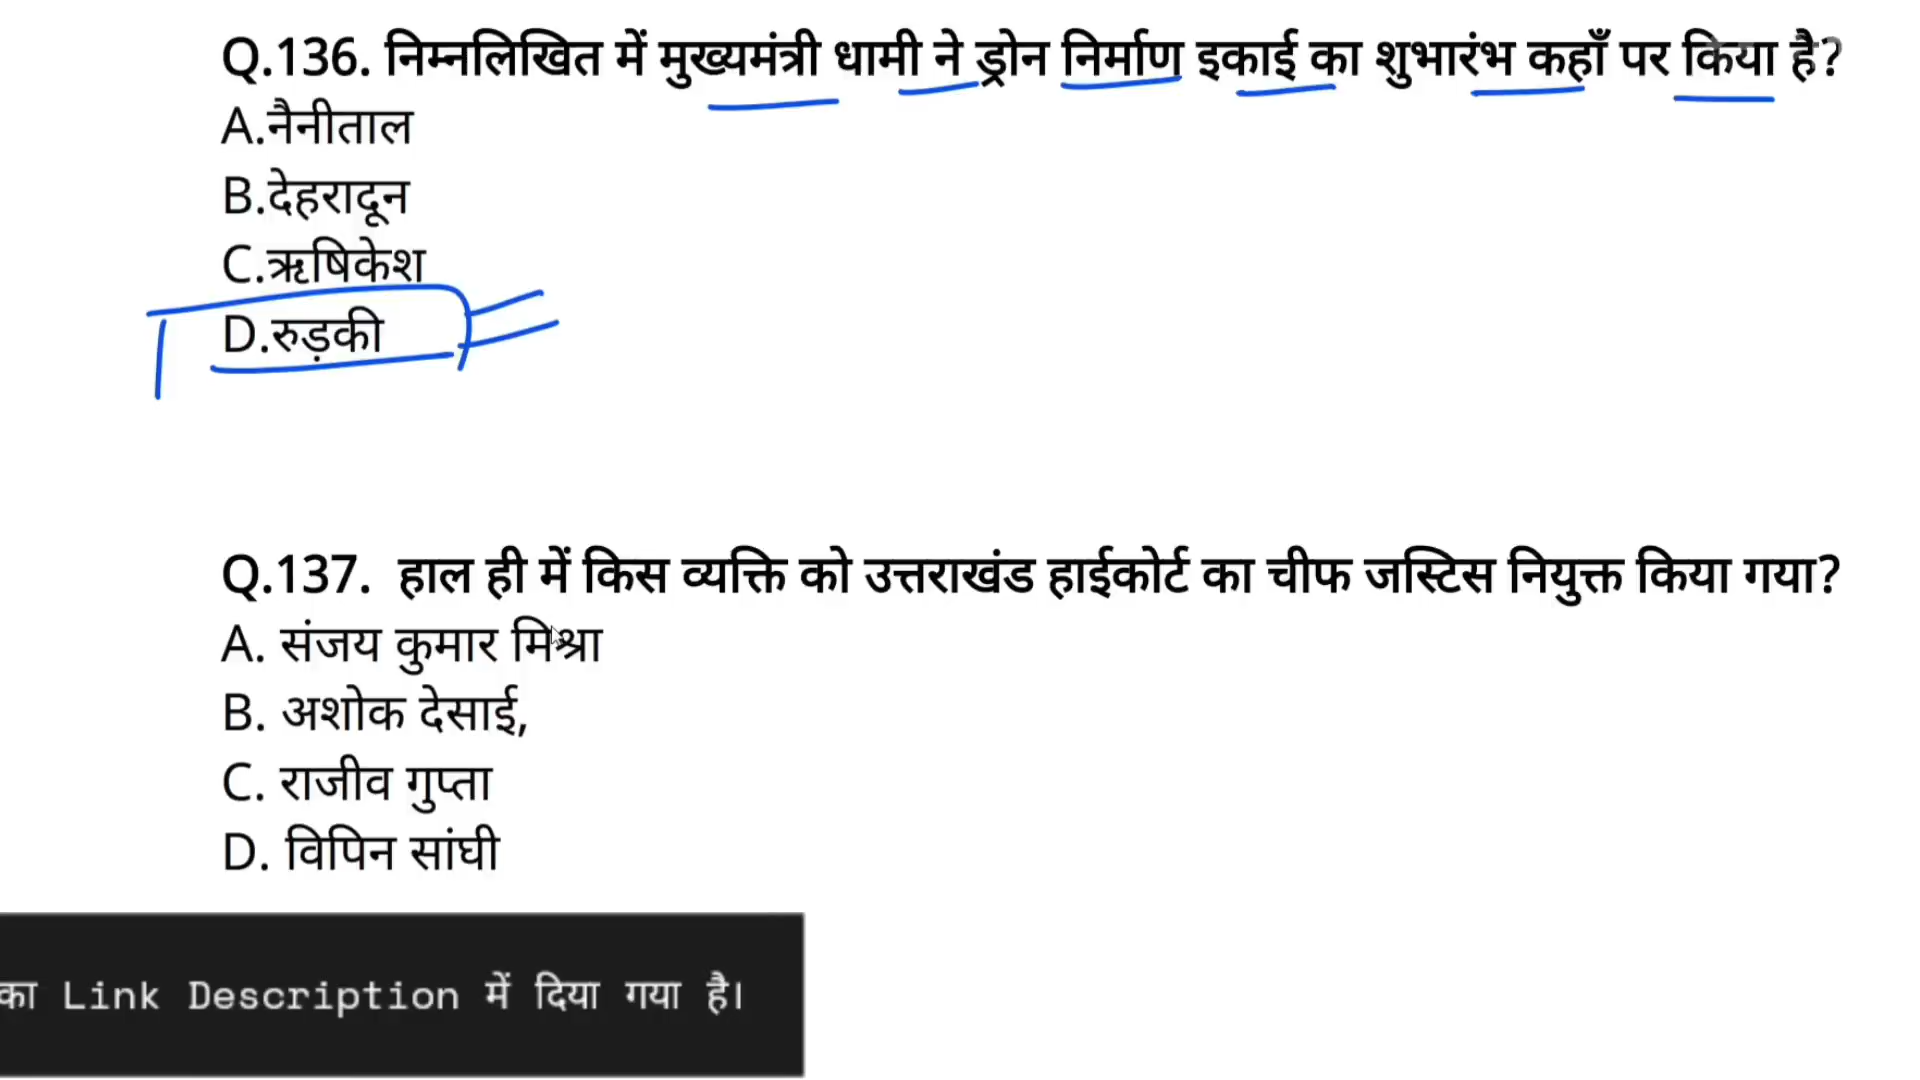 Q.136. निम्नलिखित में मुख्यमंत्री धामी ने ड्रोन निर्माण इकाई का शुभारंभ कहाँ पर किया है?
A.नैनीताल
B.देहरादून
C.ऋषिकेश
D.रुड़की
Q.137. हाल ही में किस व्यक्ति को उत्तराखंड हाईकोर्ट का चीफ जस्टिस नियुक्त किया गया?
A. संजय कुमार मिश्रा
B. अशोक देसाई,
C. राजीव गुप्ता
D. विपिन सांघी
का Link Description में दिया गया है।